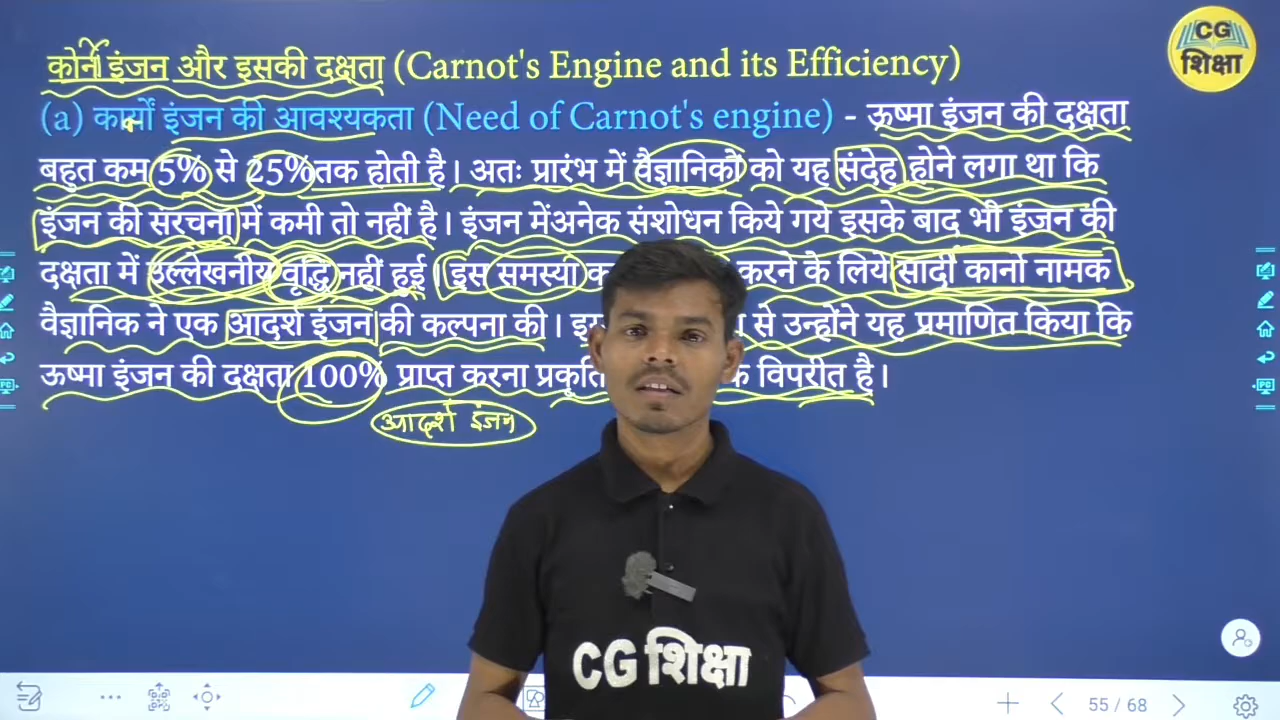 कोर्नो इंजन और इसकी दक्षता (Carnot's Engine and its Efficiency)
CG
शिक्षा
(a) कार्यों इंजन की आवश्यकता (Need of Carnot's engine) - ऊष्मा इंजन की दक्षता
बहुत कम 5% से 25% तक होती है। अतः प्रारंभ में वैज्ञानिकों को यह संदेह होने लगा था कि
इंजन की संरचना में कमी तो नहीं है। इंजन मेंअनेक संशोधन किये गये इसके बाद भी इंजन की
दक्षता में उल्लेखनीय वृद्धि नहीं हुई। इस समस्या करने के लिये सादी कार्नो नामक
वैज्ञानिक ने एक आदर्श इंजन की कल्पना की। से उन्होंने यह प्रमाणित किया कि
ऊष्मा इंजन की दक्षता 100% प्राप्त करना विपरीत है।
आदर्श इंजन
CG शिक्षा
55 / 68